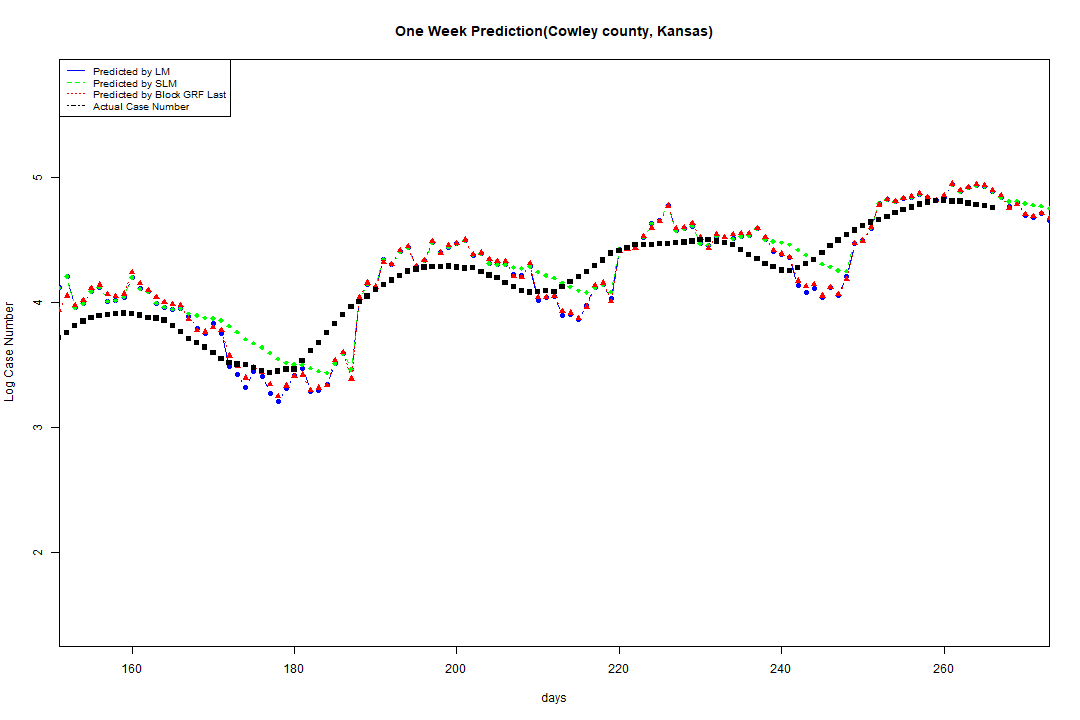 One Week Prediction(Cowley county, Kansas)
Predicted by LM
Predicted by SLM
Predicted by Block GRF Last
Actual Case Number
5
4
3
2
Log Case Number
160 180 200 220 240 260
days